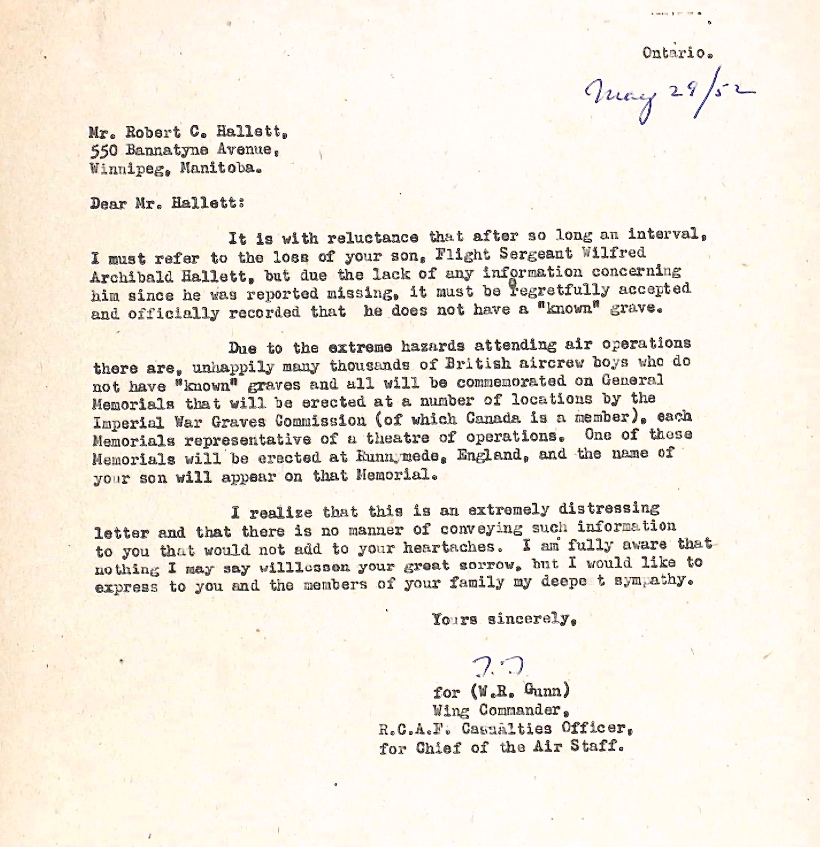 Ontario.
May 29/52
Mr. Robert C. Hallett,
550 Bannatyne Avenue,
Winnipeg, Manitoba.
Dear Mr. Hallett:
It is with reluctance that after so long an interval,
I must refer to the loss of your son, Flight Sergeant Wilfred
Archibald Hallett, but due the lack of any information concerning
him since he was reported missing, it must be regretfully accepted
and officially recorded that he does not have a "known" grave.
Due to the extreme hazards attending air operations
there are, unhappily many thousands of British aircrew boys who do
not have "known" graves and all will be commemorated on General
Memorials that will be erected at a number of locations by the
Imperial War Graves Commission (of which Canada is a member), each
Memorials representative of a theatre of operations. One of these
Memorials will be erected at Runnymede, England, and the name of
your son will appear on that Memorial.
I realize that this is an extremely distressing
letter and that there is no manner of conveying such information
to you that would not add to your heartaches. I am fully aware that
nothing I may say willlessen your great sorrow, but I would like to
express to you and the members of your family my deepe t sympathy.
Yours sincerely,
for (W.R. Gunn)
Wing Commander,
R.C.A.F. Casualties Officer,
for Chief of the Air Staff.